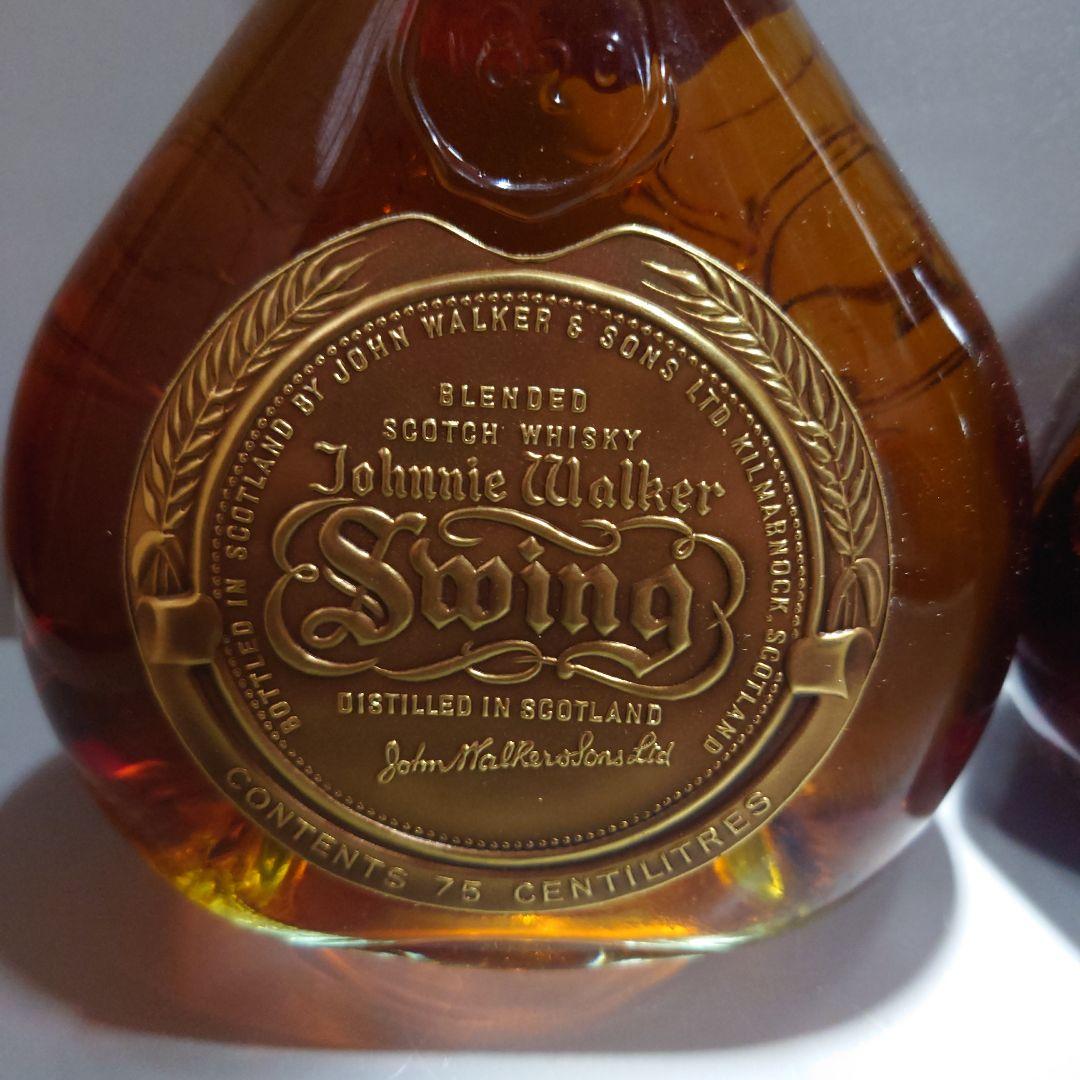 BOTTLED IN SCOTLAND BY JOHN WALKER & SONS LTD. KILMARNOCK, SCOTLAND
BLENDED
SCOTCH WHISKY
Johnnie Walker
Swing
DISTILLED IN SCOTLAND
John Walker & Sons Ltd
CONTENTS 75 CENTILITRES